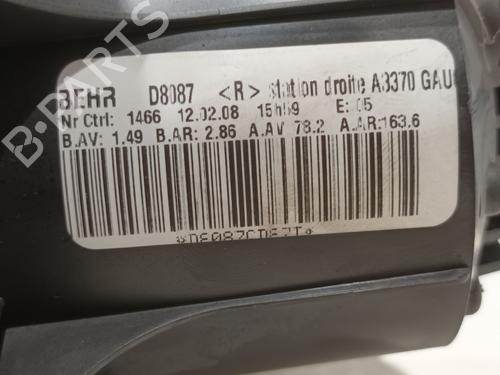 BEHR D8087 <R> station droite A3370 GAU
Nr Ctrl: 1466 12.02.08 15h59 E: 05
B.AV: 1.49 B.AR: 2.86 A.AV 78.2 A.AR:163.6
B-PARTS